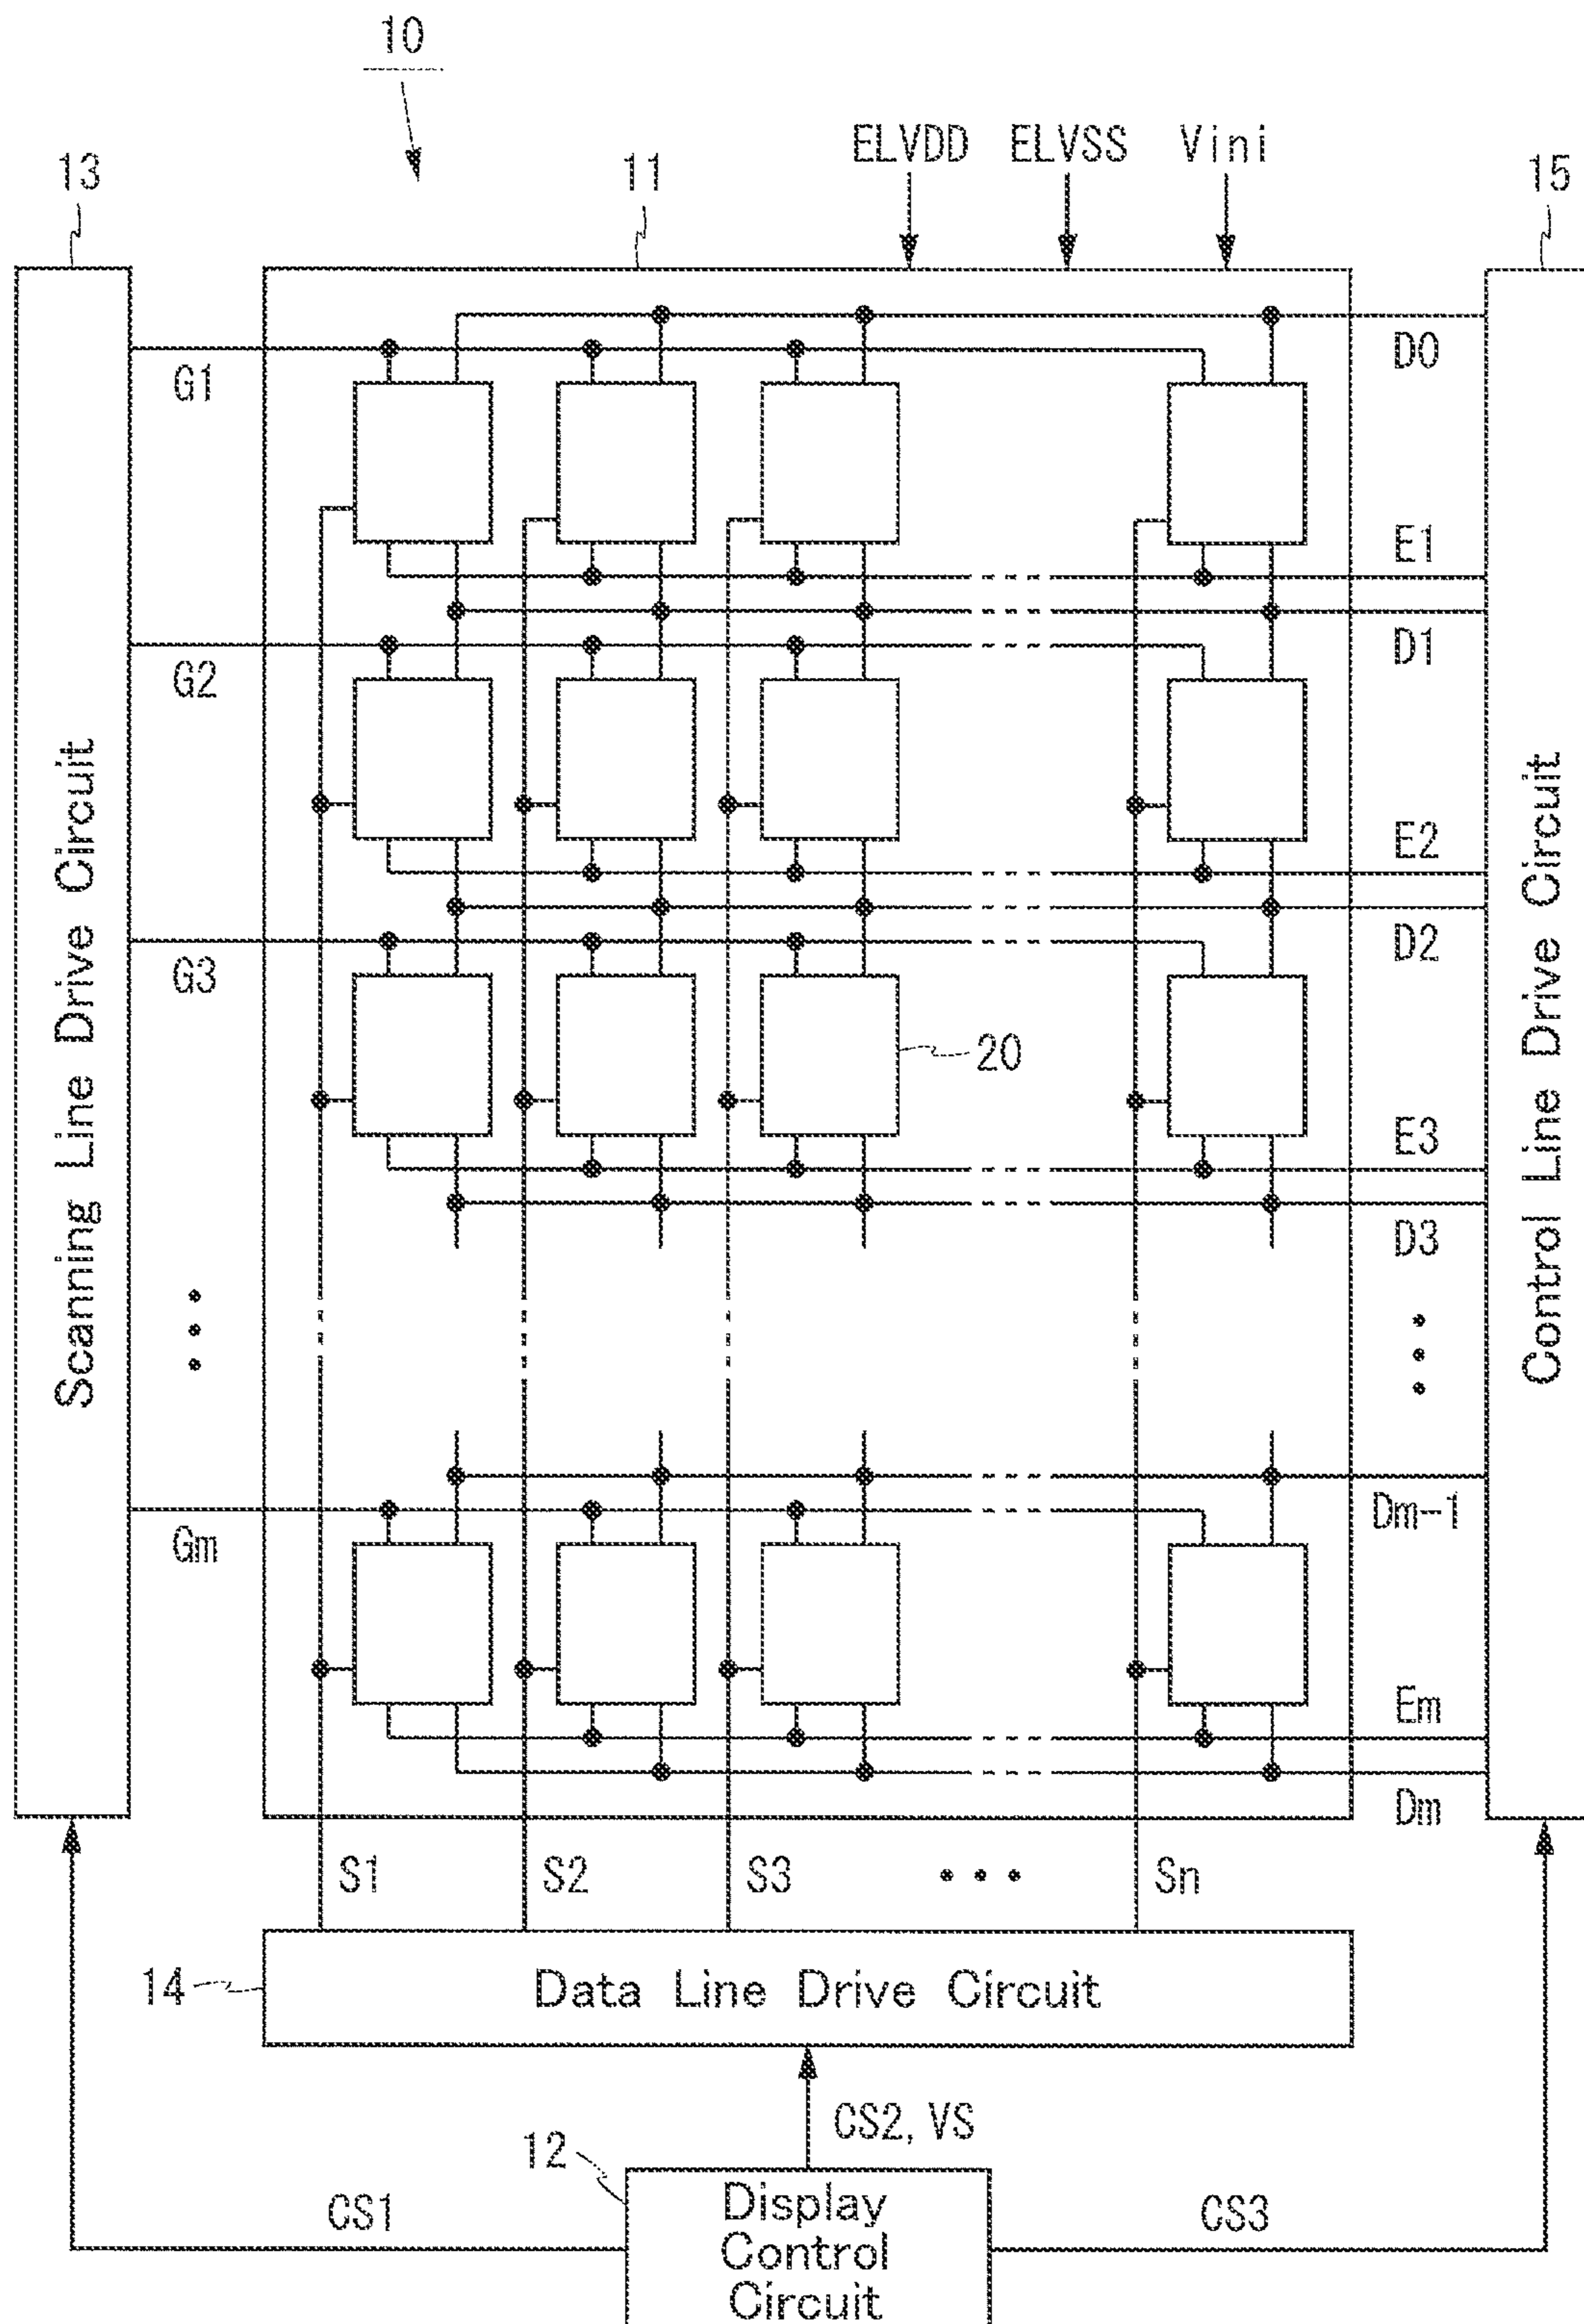 10
13
11
ELVDD
ELVSS
Vini
15
G1
D0
E1
D1
G2
E2
D2
G3
20
E3
D3
Scanning Line Drive Circuit
Control Line Drive Circuit
Dm-1
Gm
Em
Dm
S1
S2
S3
Sn
14
Data Line Drive Circuit
CS2, VS
12
CS1
Display
Control
Circuit
CS3